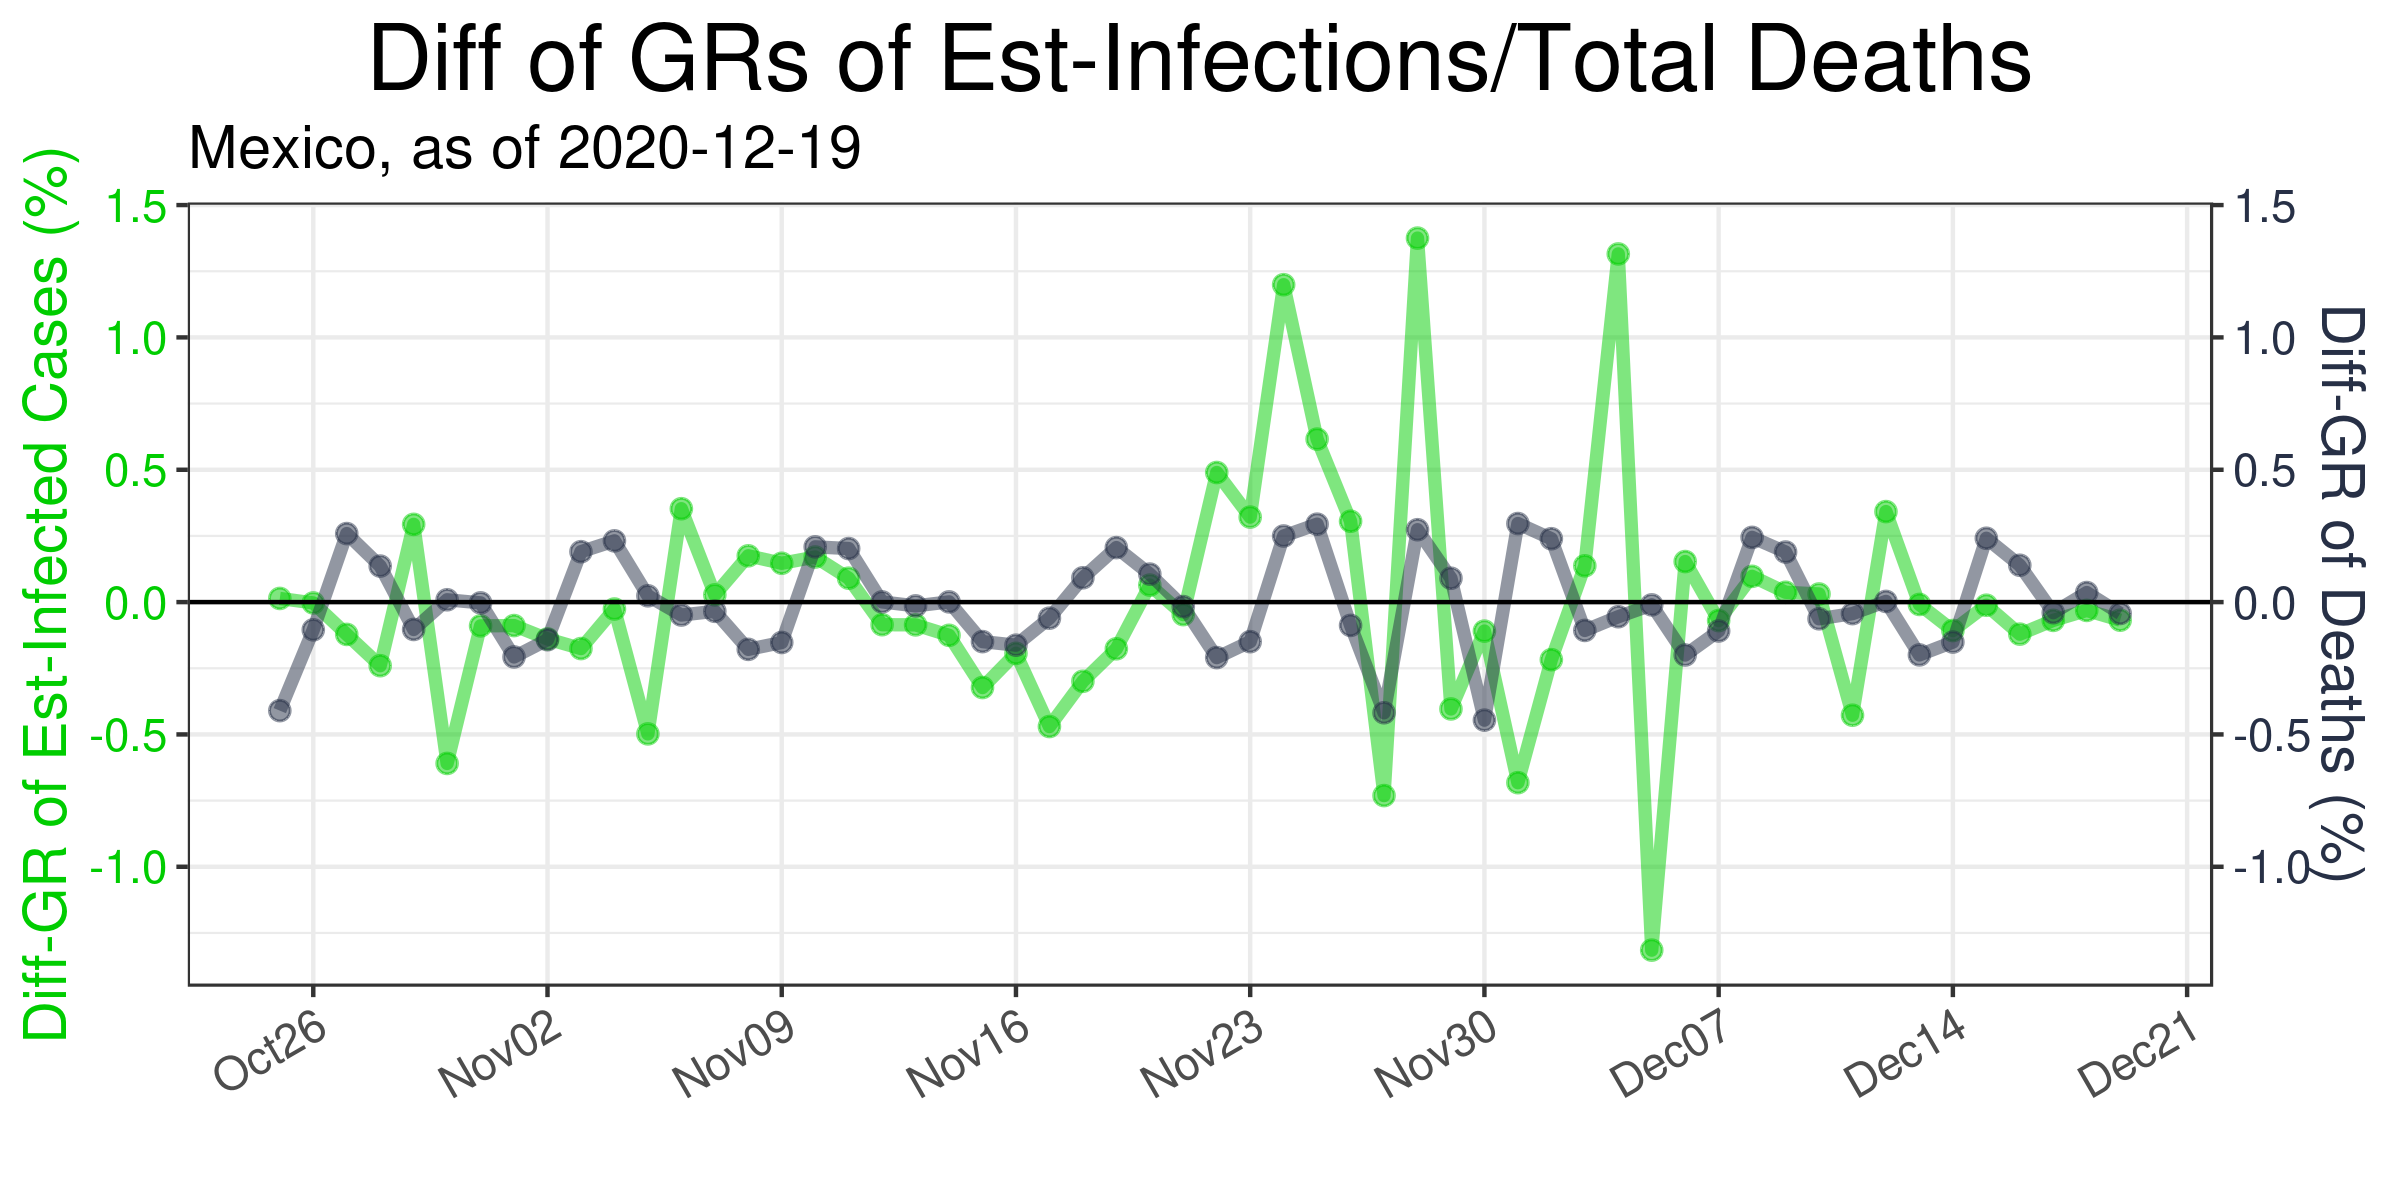 Diff of GRs of Est-Infections/Total Deaths
Mexico, as of 2020-12-19
Diff-GR of Est-Infected Cases (%)
1.5
1.0
0.5
0.0
-0.5
-1.0
1.5
1.0
0.5
0.0
-0.5
-1.0
Diff-GR of Deaths (%)
Oct26
Nov02
Nov09
Nov16
Nov23
Nov30
Dec07
Dec14
Dec21